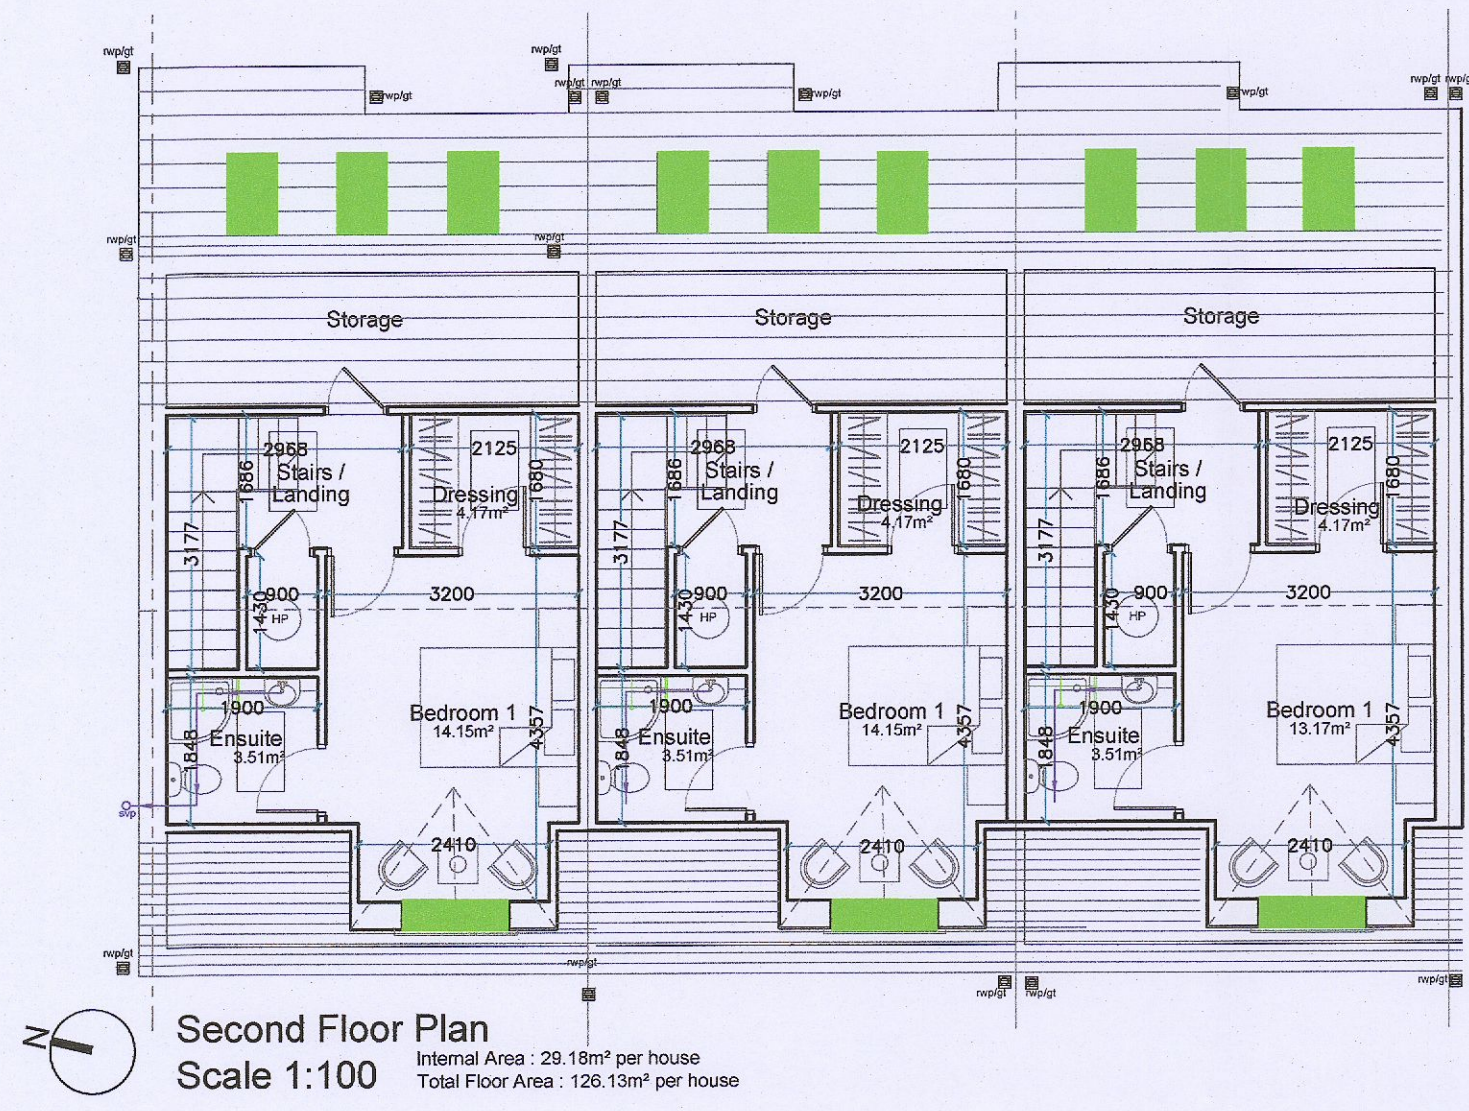 rwp/gt
rwp/gt
rwp/gt
rwp/gt
rwp/gt
rwp/gt
rwp/gt
rwp/gt
rwp/gt
rwp/gt
rwp/gt
Storage
Storage
Storage
2968
2125
2968
2125
2968
2125
Stairs /
Landing
Stairs /
Landing
Stairs /
Landing
1686
1680
1686
1680
1686
1680
Dressing
4.17m²
Dressing
4.17m²
Dressing
4.17m²
3177
3177
3177
900
3200
900
3200
900
3200
1430
HP
1430
HP
1430
HP
1900
1900
1900
Bedroom 1
14.15m²
Bedroom 1
14.15m²
Bedroom 1
13.17m²
4357
4357
4357
1848
Ensuite
3.51m²
1848
Ensuite
3.51m²
1848
Ensuite
3.51m²
svp
2410
2410
2410
rwp/gt
rwp/gt
rwp/gt
rwp/gt
rwp/gt
N
Second Floor Plan
Scale 1:100
Internal Area : 29.18m² per house
Total Floor Area : 126.13m² per house